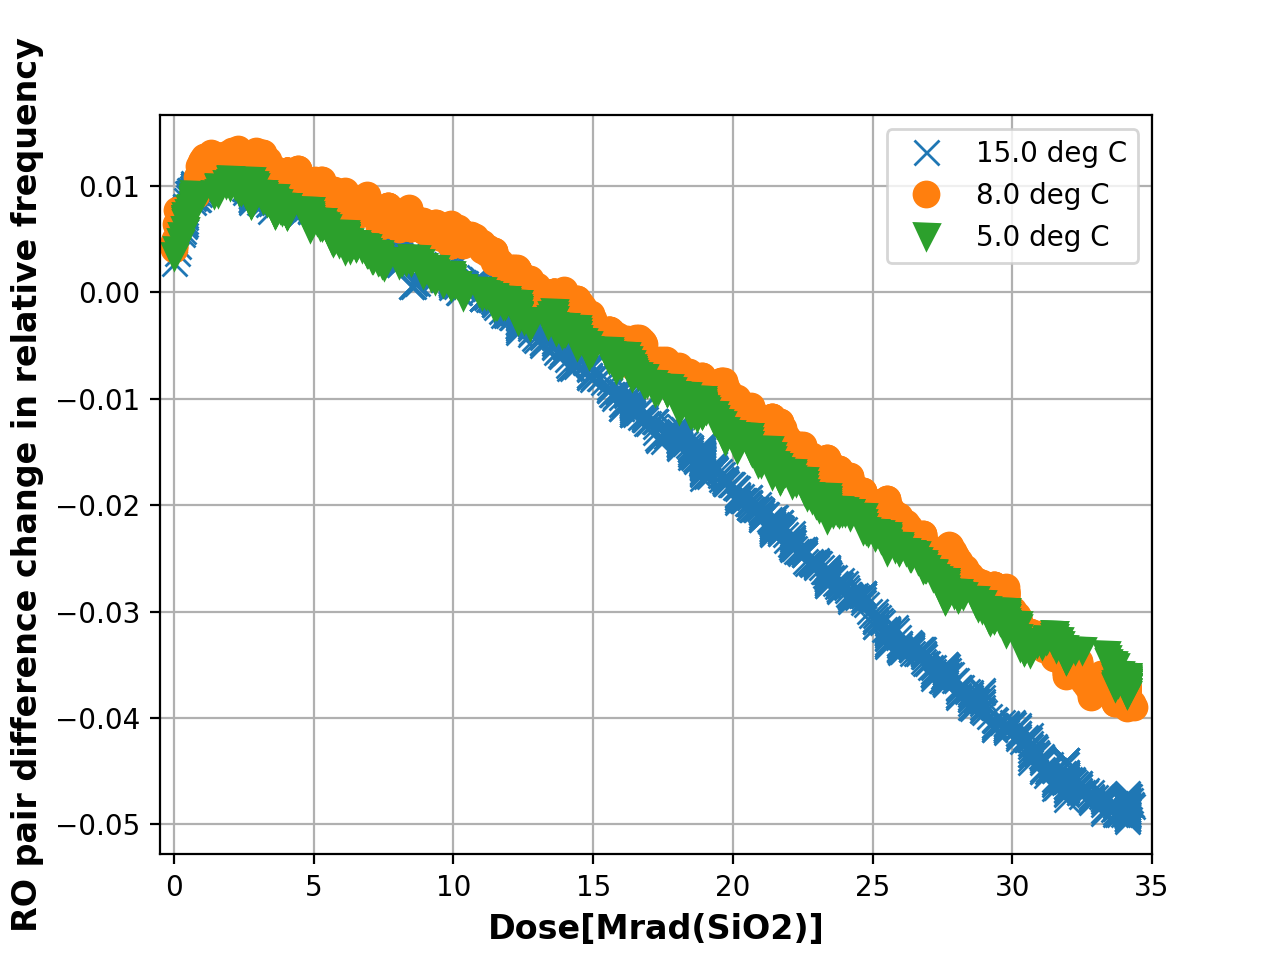 RO pair difference change in relative frequency
0.01
0.00
−0.01
−0.02
−0.03
−0.04
−0.05
15.0 deg C
8.0 deg C
5.0 deg C
0 5 10 15 20 25 30 35
Dose[Mrad(SiO2)]